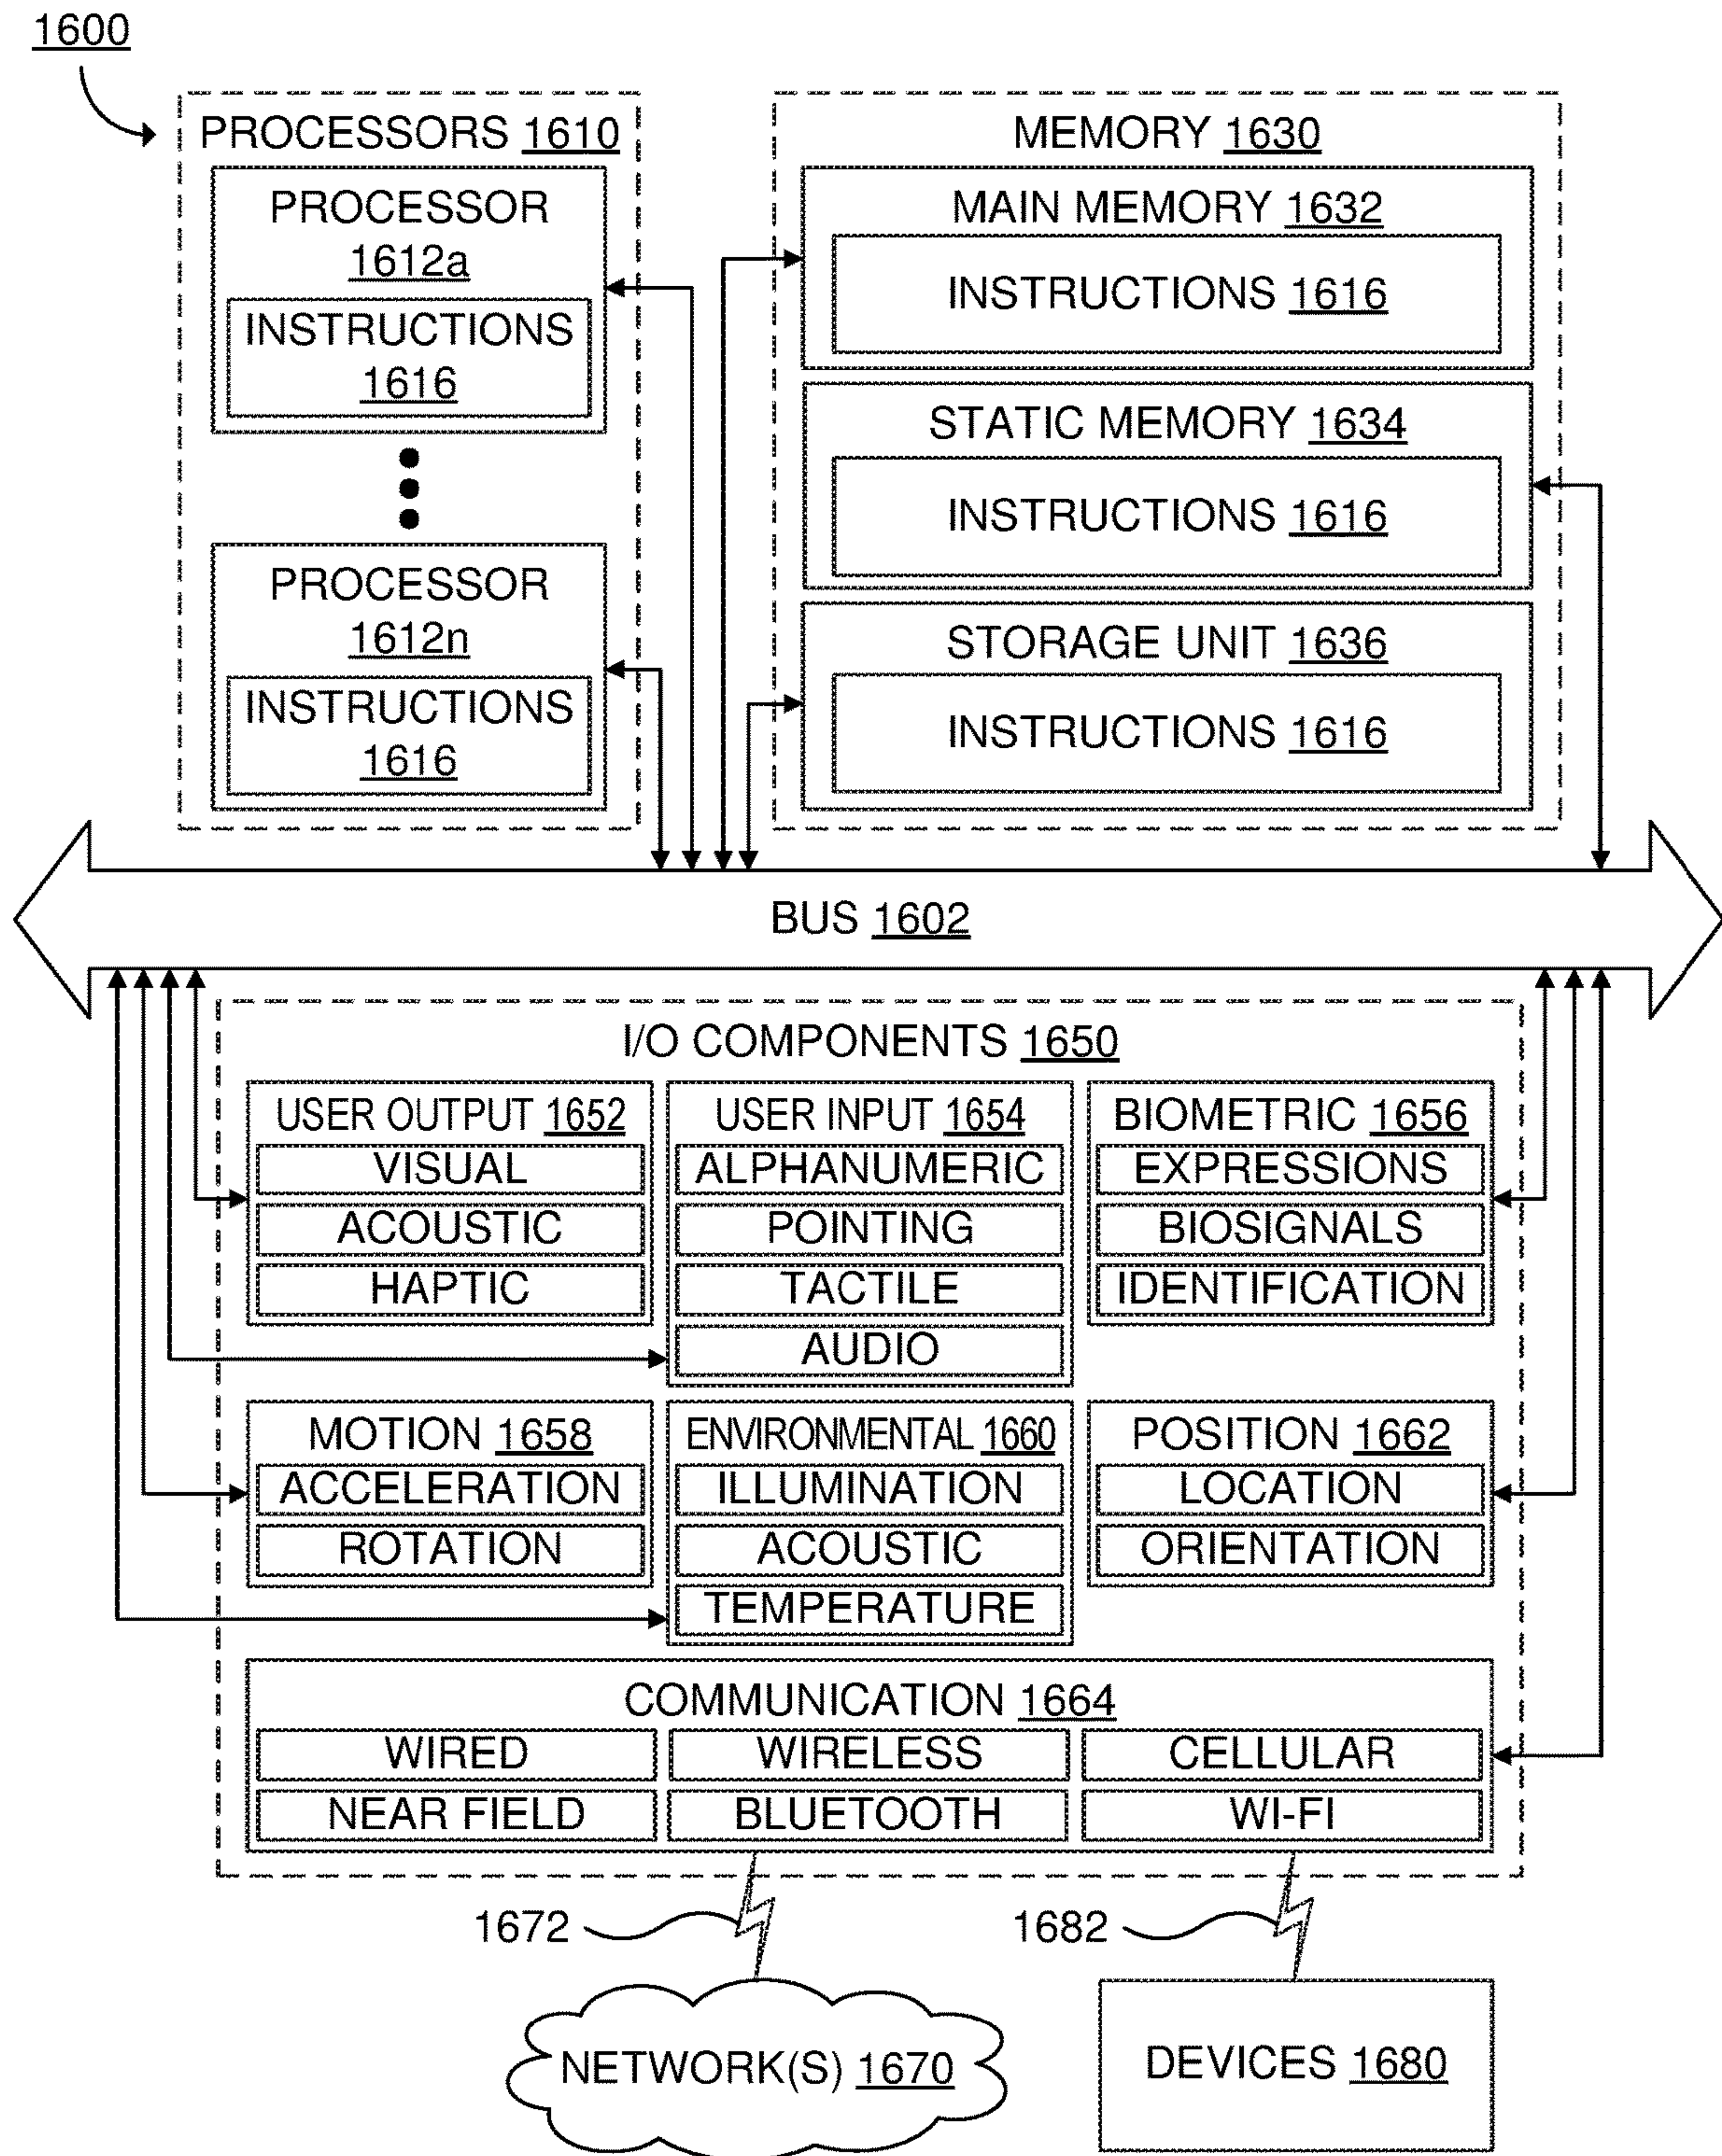 1600
PROCESSORS 1610
PROCESSOR
1612a
INSTRUCTIONS
1616
PROCESSOR
1612n
INSTRUCTIONS
1616
MEMORY 1630
MAIN MEMORY 1632
INSTRUCTIONS 1616
STATIC MEMORY 1634
INSTRUCTIONS 1616
STORAGE UNIT 1636
INSTRUCTIONS 1616
BUS 1602
I/O COMPONENTS 1650
USER OUTPUT 1652
VISUAL
ACOUSTIC
HAPTIC
USER INPUT 1654
ALPHANUMERIC
POINTING
TACTILE
AUDIO
BIOMETRIC 1656
EXPRESSIONS
BIOSIGNALS
IDENTIFICATION
MOTION 1658
ACCELERATION
ROTATION
ENVIRONMENTAL 1660
ILLUMINATION
ACOUSTIC
TEMPERATURE
POSITION 1662
LOCATION
ORIENTATION
COMMUNICATION 1664
WIRED
WIRELESS
CELLULAR
NEAR FIELD
BLUETOOTH
WI-FI
1672
1682
NETWORK(S) 1670
DEVICES 1680